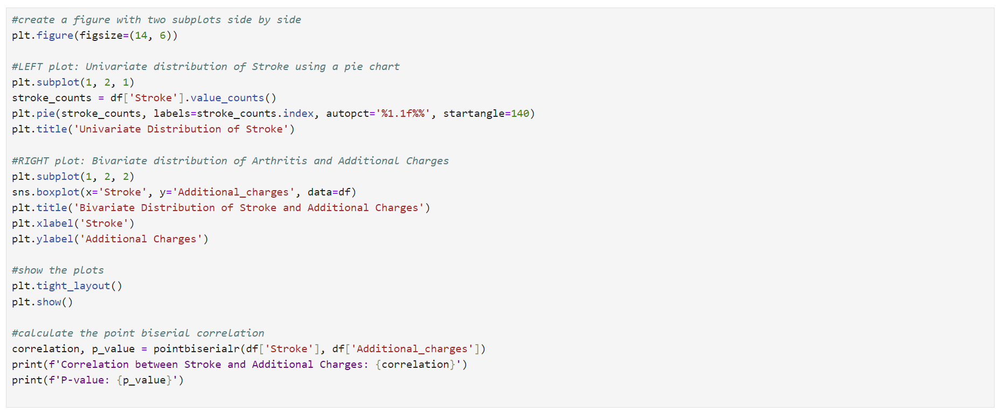 #create a figure with two subplots side by side
plt.figure(figsize=(14, 6))
#LEFT plot: Univariate distribution of Stroke using a pie chart
plt.subplot(1, 2, 1)
stroke_counts = df['Stroke'].value_counts()
plt.pie(stroke_counts, labels=stroke_counts.index, autopct='%1.1f%%', startangle=140)
plt.title('Univariate Distribution of Stroke')
#RIGHT plot: Bivariate distribution of Arthritis and Additional Charges
plt.subplot(1, 2, 2)
sns.boxplot(x='Stroke', y='Additional_charges', data=df)
plt.title('Bivariate Distribution of Stroke and Additional Charges')
plt.xlabel('Stroke')
plt.ylabel('Additional Charges')
#show the plots
plt.tight_layout()
plt.show()
#calculate the point biserial correlation
correlation, p_value = pointbiserialr(df['Stroke'], df['Additional_charges'])
print(f'Correlation between Stroke and Additional Charges: {correlation}')
print(f'P-value: {p_value}')